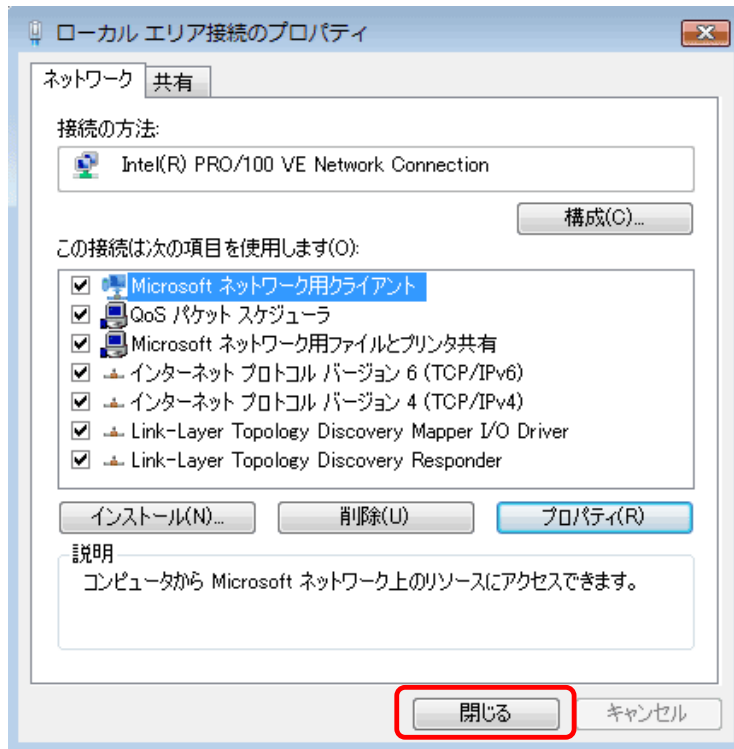 ローカル エリア接続のプロパティ
ネットワーク 共有
接続の方法:
Intel(R) PRO/100 VE Network Connection
構成(C)...
この接続は次の項目を使用します(O):
Microsoft ネットワーク用クライアント
QoS パケット スケジューラ
Microsoft ネットワーク用ファイルとプリンタ共有
インターネット プロトコル バージョン 6 (TCP/IPv6)
インターネット プロトコル バージョン 4 (TCP/IPv4)
Link-Layer Topology Discovery Mapper I/O Driver
Link-Layer Topology Discovery Responder
インストール(N)... 削除(U) プロパティ(R)
説明
コンピュータから Microsoft ネットワーク上のリソースにアクセスできます。
閉じる キャンセル